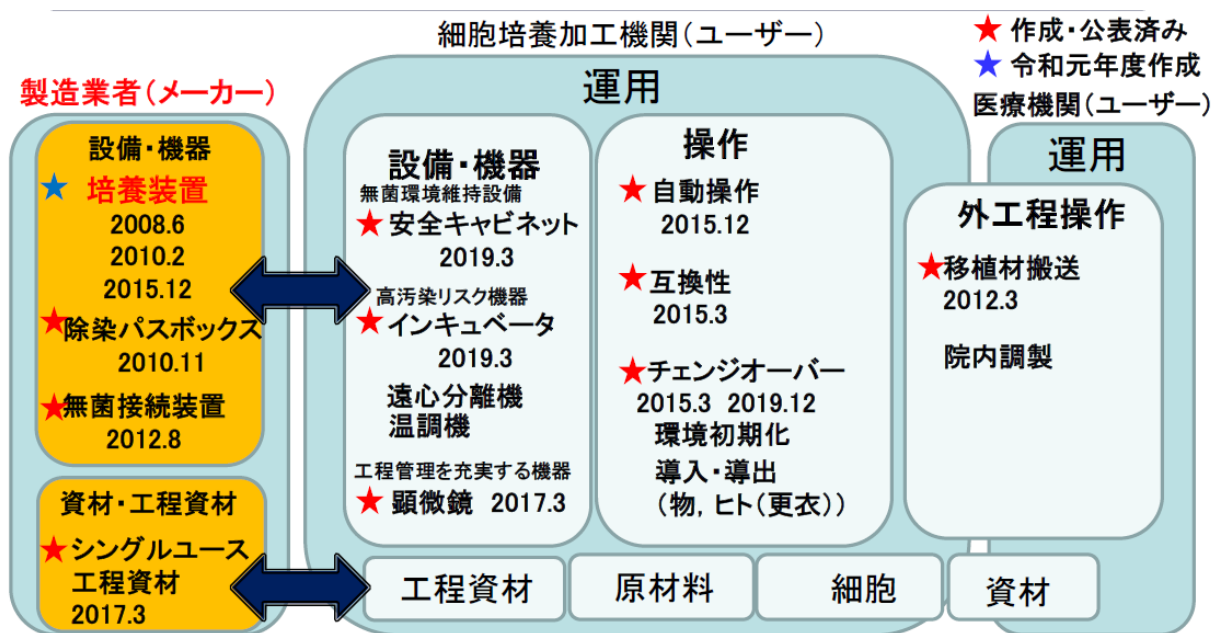 細胞培養加工機関(ユーザー)
★ 作成・公表済み
★ 令和元年度作成
製造業者(メーカー)
設備・機器
★ 培養装置
2008.6
2010.2
2015.12
★除染パスボックス
2010.11
★無菌接続装置
2012.8
資材・工程資材
★シングルユース
工程資材
2017.3
運用
設備・機器
無菌環境維持設備
★安全キャビネット
2019.3
高汚染リスク機器
★インキュベータ
2019.3
遠心分離機
温調機
工程管理を充実する機器
★ 顕微鏡 2017.3
操作
★自動操作
2015.12
★互換性
2015.3
★チェンジオーバー
2015.3 2019.12
環境初期化
導入・導出
(物, ヒト(更衣))
医療機関(ユーザー)
運用
外工程操作
★移植材搬送
2012.3
院内調製
工程資材
原材料
細胞
資材